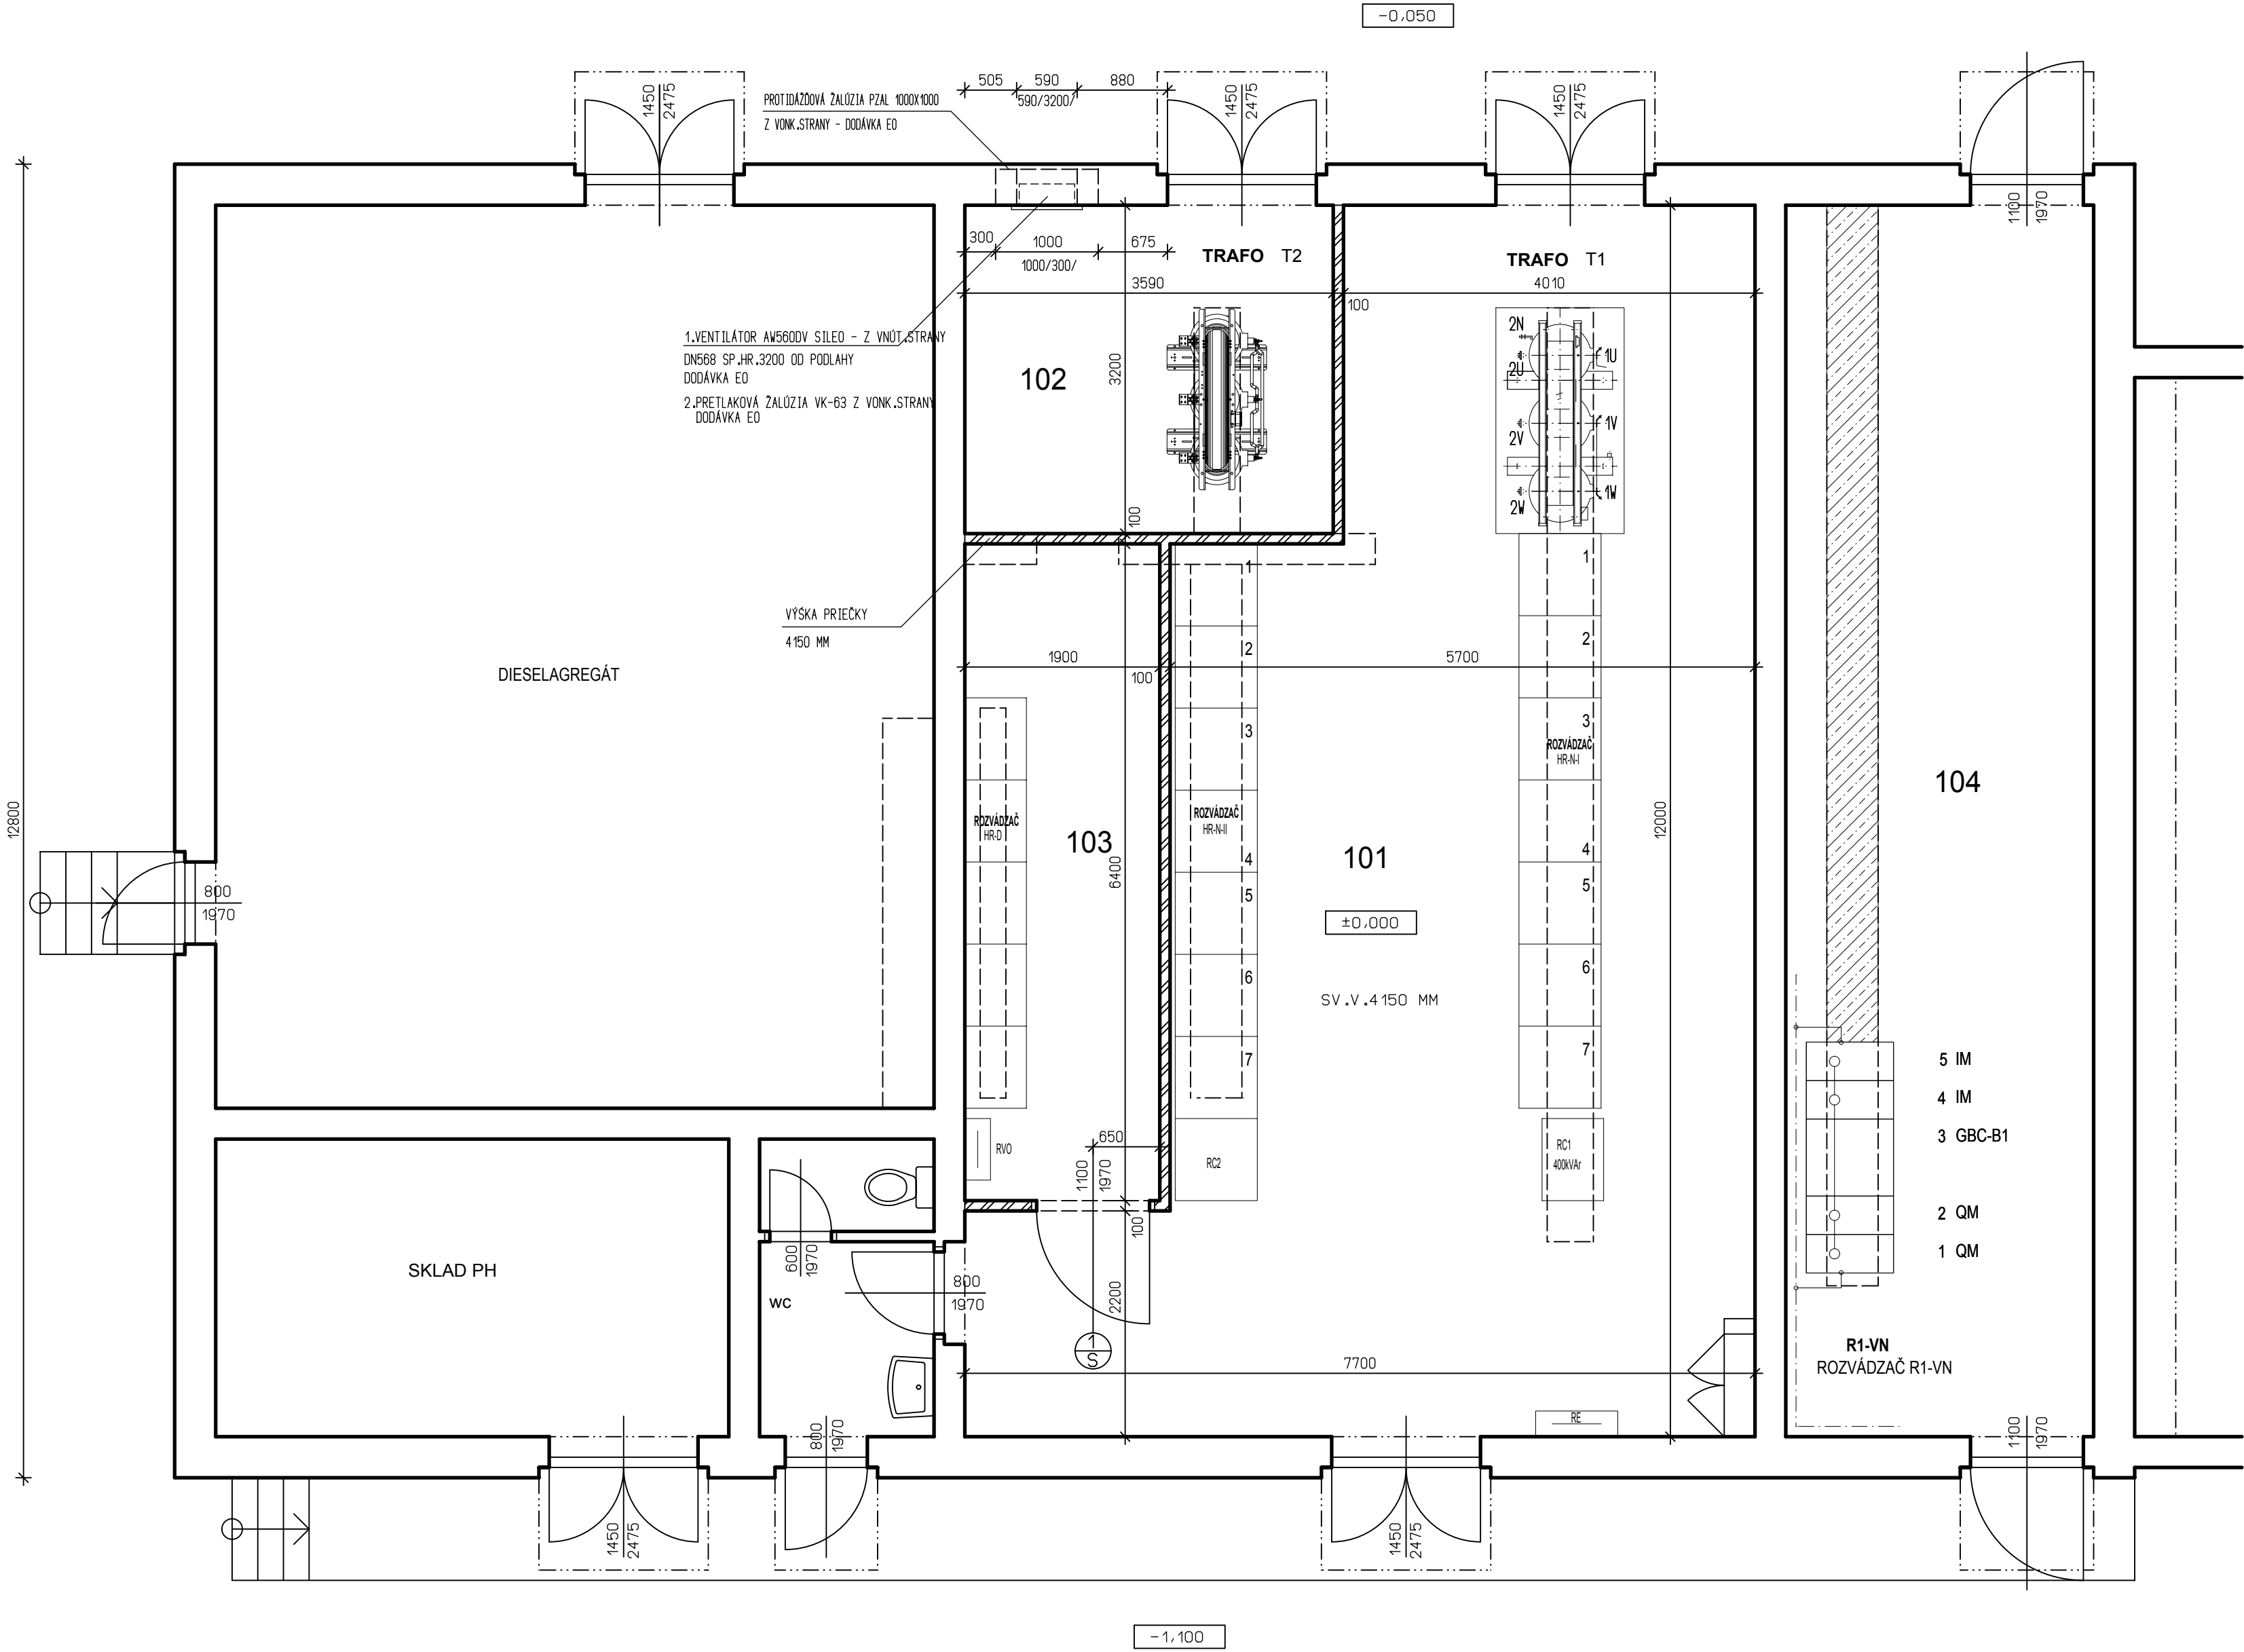 -0,050
1450
2475
505
590
880
590/3200/
1450
2475
1450
2475
PROTIDÁŽĎOVÁ ŽALÚZIA PZAL 1000X1000
Z VONK.STRANY - DODÁVKA EO
1100
1970
300
1000
675
1000/300/
TRAFO T2
TRAFO T1
3590
4010
100
1.VENTILÁTOR AW560DV SILEO - Z VNÚT.STRANY
DN568 SP.HR.3200 OD PODLAHY
DODÁVKA EO
2.PRETLAKOVÁ ŽALÚZIA VK-63 Z VONK.STRANY
DODÁVKA EO
102
3200
100
2N
2U
2V
2W
1U
1V
1W
VÝŠKA PRIEČKY
4150 MM
DIESELAGREGÁT
1900
100
5700
1
2
3
ROZVÁDZAČ
HR-N-II
4
5
6
7
1
2
3
ROZVÁDZAČ
HR-N-I
4
5
6
7
ROZVÁDZAČ
HR-D
103
6400
101
±0,000
SV.V.4150 MM
12000
104
12800
800
1970
5 IM
4 IM
3 GBC-B1
2 QM
1 QM
RVO
650
1100
1970
RC2
RC1
400kVAr
100
SKLAD PH
WC
600
1970
800
1970
2200
1
S
7700
R1-VN
ROZVÁDZAČ R1-VN
RE
800
1970
1100
1970
1450
2475
1450
2475
-1,100